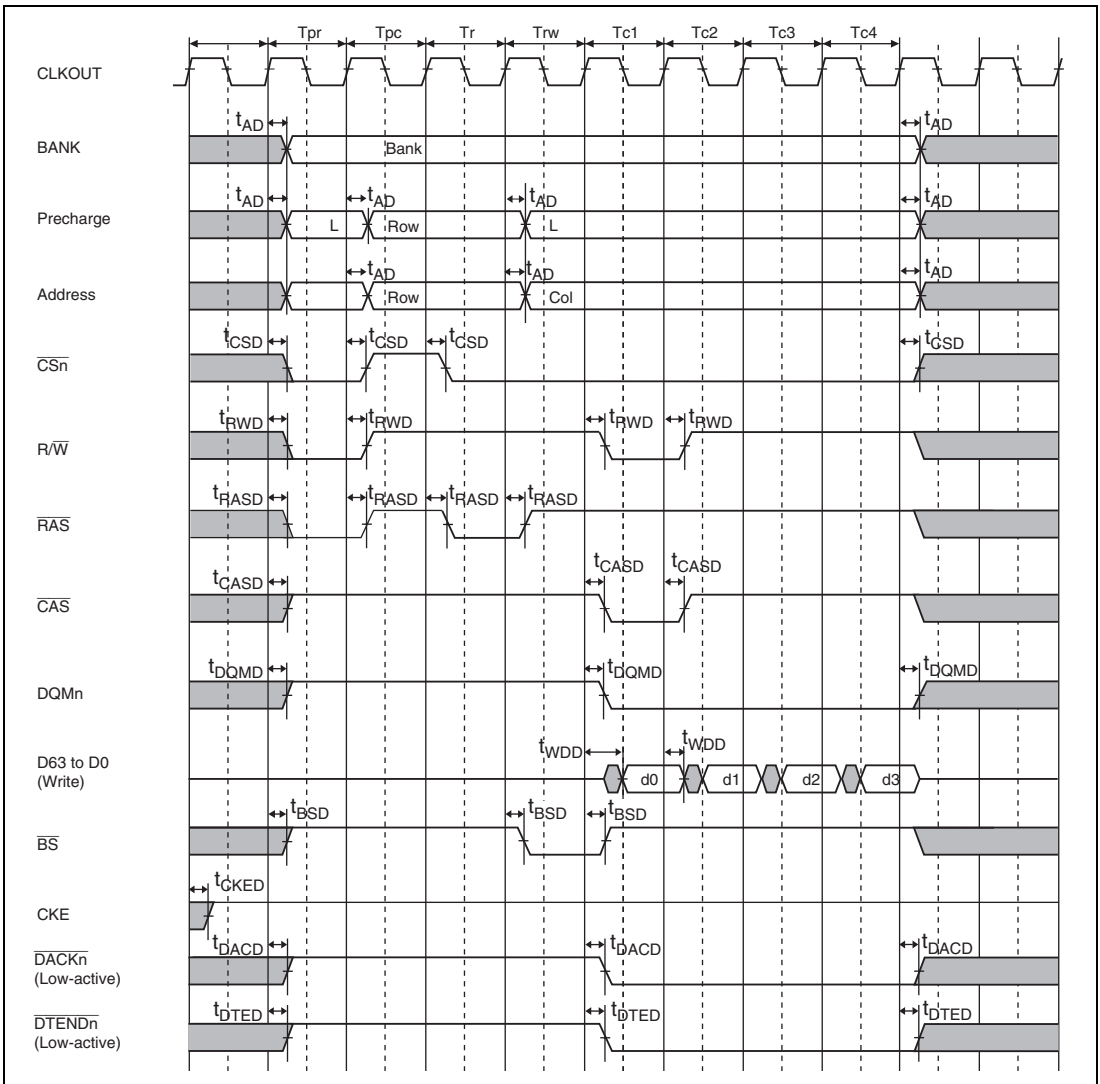 Tpr Tpc Tr Trw Tc1 Tc2 Tc3 Tc4
CLKOUT
tAD tAD
BANK Bank
tAD tAD tAD tAD
Precharge L Row L
tAD tAD tAD
Address Row Col
tCSD tCSD tCSD tCSD
CSn
tRWD tRWD tRWD tRWD
R/W
tRASD tRASD tRASD tRASD
RAS
tCASD tCASD tCASD
CAS
tDQMD tDQMD tDQMD
DQMn
tWDD tWDD
D63 to D0
(Write)
d0 d1 d2 d3
tBSD tBSD tBSD
BS
tCKED
CKE
tDACD tDACD tDACD
DACKn
(Low-active)
tDTED tDTED tDTED
DTENDn
(Low-active)